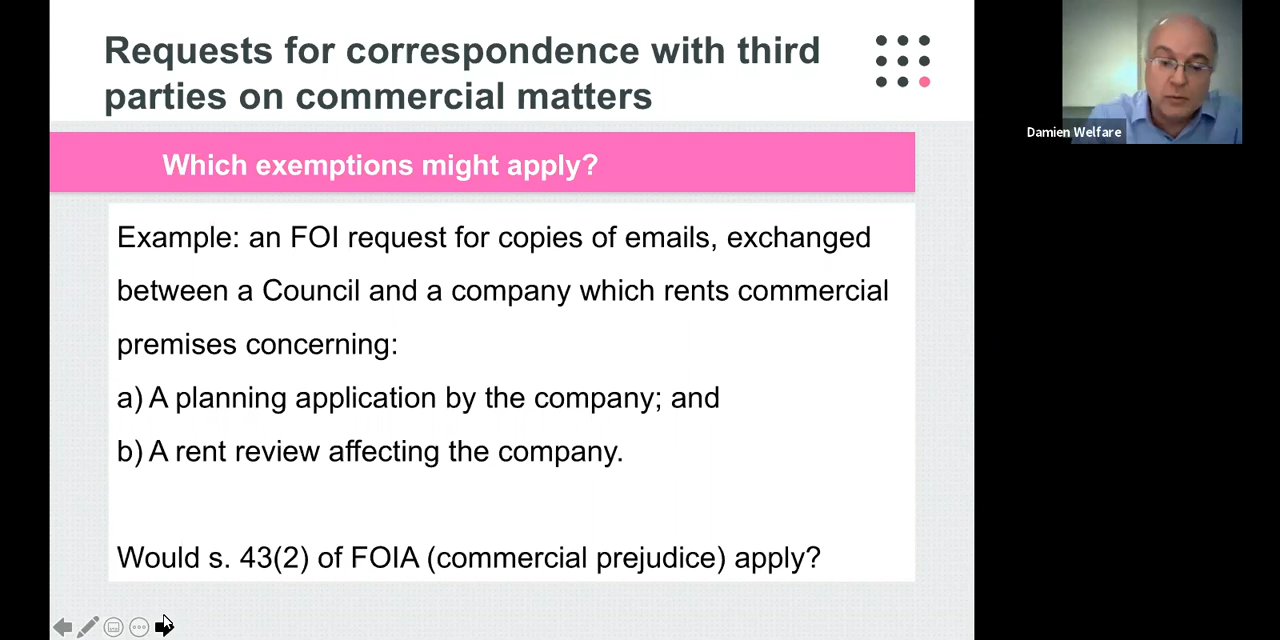 Requests for correspondence with third
parties on commercial matters
Which exemptions might apply?
Example: an FOI request for copies of emails, exchanged
between a Council and a company which rents commercial
premises concerning:
a) A planning application by the company; and
b) A rent review affecting the company.
Would s. 43(2) of FOIA (commercial prejudice) apply?
Damien Welfare